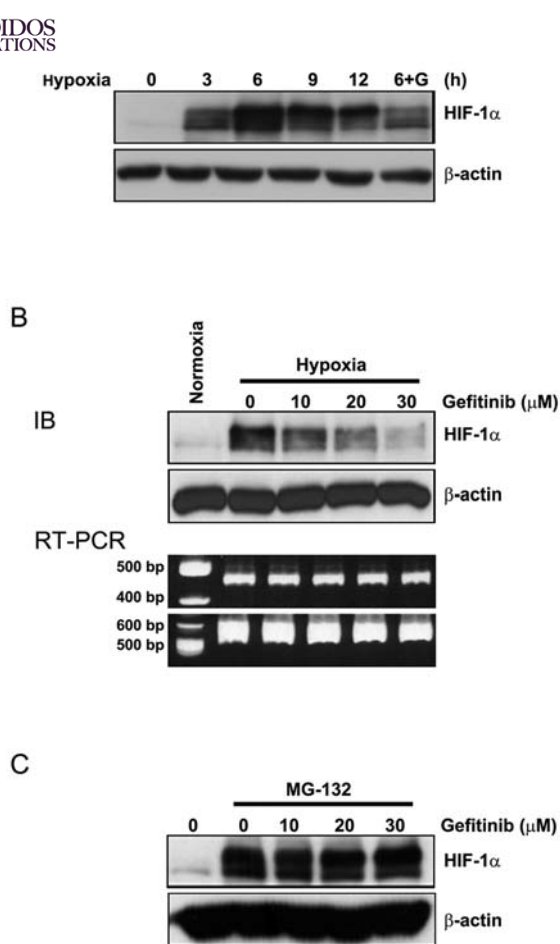 Hypoxia 0 3 6 9 12 6+G (h)
HIF-1α
β-actin
B
Normoxia
Hypoxia
0 10 20 30 Gefitinib (μM)
IB
HIF-1α
β-actin
RT-PCR
500 bp
400 bp
600 bp
500 bp
C
MG-132
0 0 10 20 30 Gefitinib (μM)
HIF-1α
β-actin